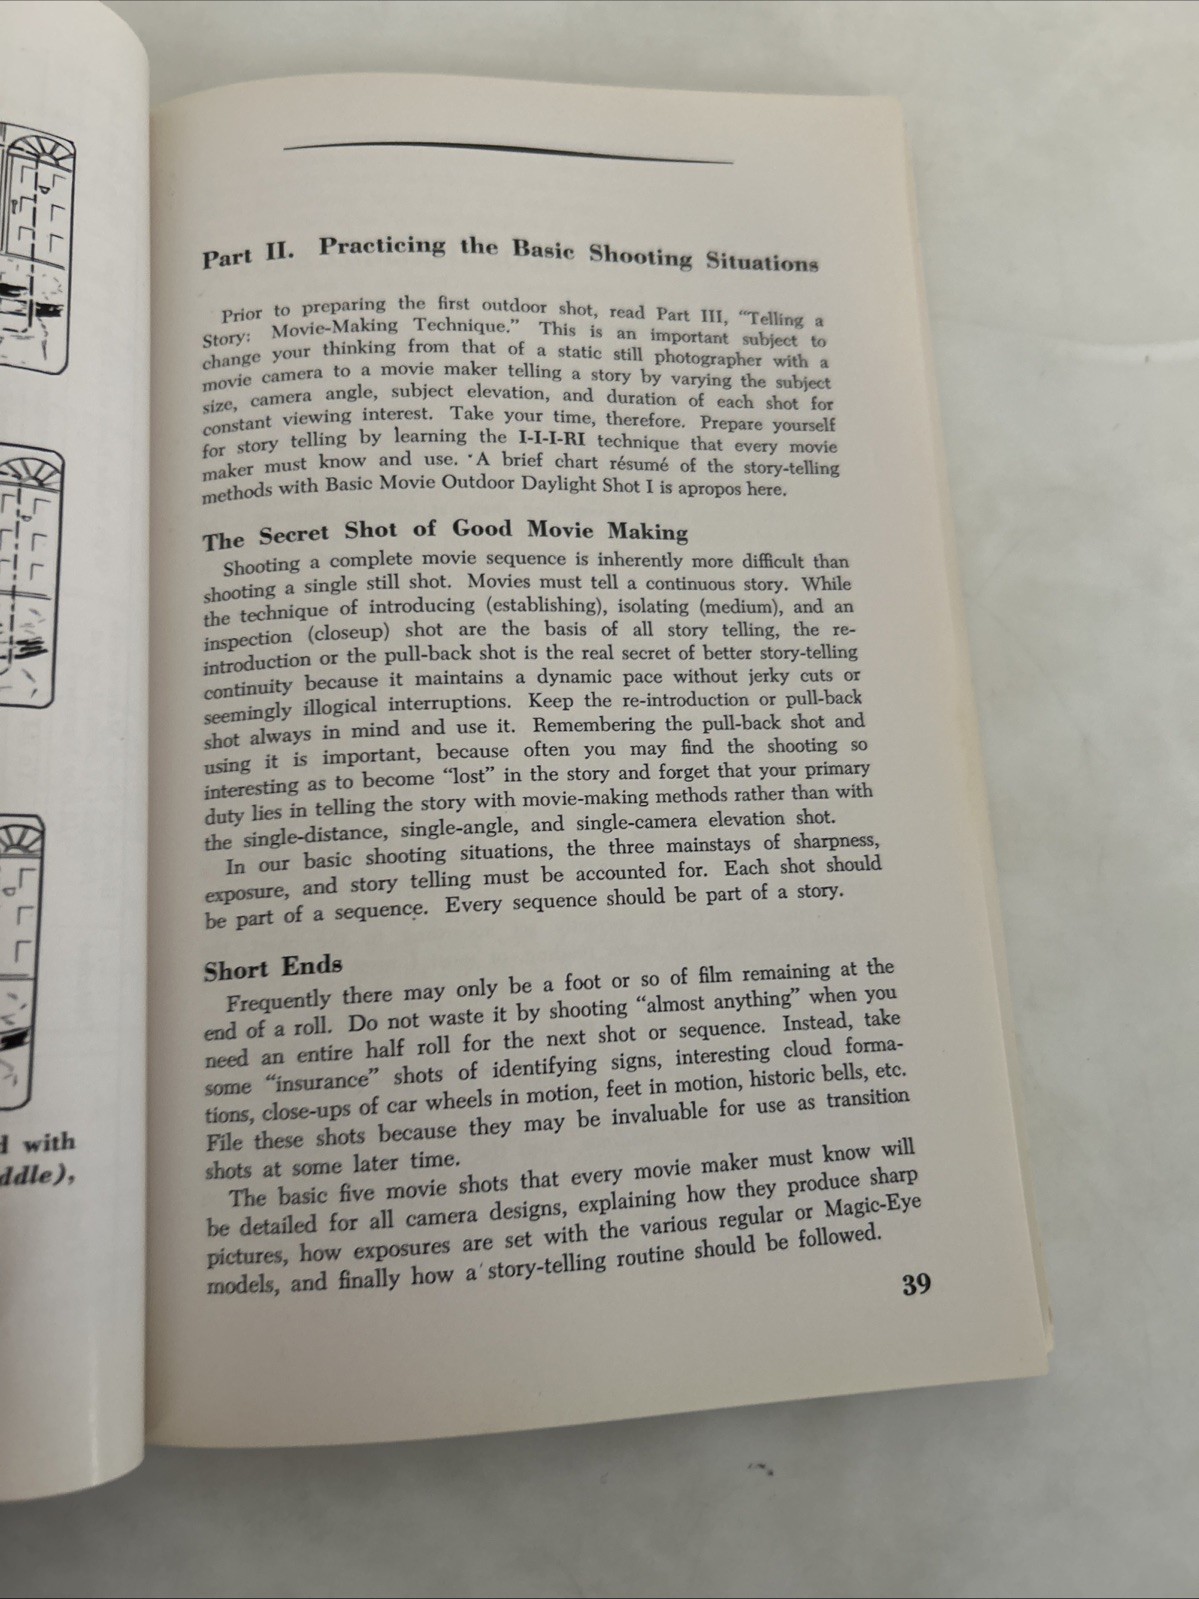 d with
ddle),
Part II. Practicing the Basic Shooting Situations
Prior to preparing the first outdoor shot, read Part III, “Telling a
Story: Movie-Making Technique.” This is an important subject to
change your thinking from that of a static still photographer with a
movie camera to a movie maker telling a story by varying the subject
size, camera angle, subject elevation, and duration of each shot for
constant viewing interest. Take your time, therefore. Prepare yourself
for story telling by learning the I-I-I-RI technique that every movie
maker must know and use. A brief chart résumé of the story-telling
methods with Basic Movie Outdoor Daylight Shot I is apropos here.
The Secret Shot of Good Movie Making
Shooting a complete movie sequence is inherently more difficult than
shooting a single still shot. Movies must tell a continuous story. While
the technique of introducing (establishing), isolating (medium), and an
inspection (closeup) shot are the basis of all story telling, the re-
introduction or the pull-back shot is the real secret of better story-telling
continuity because it maintains a dynamic pace without jerky cuts or
seemingly illogical interruptions. Keep the re-introduction or pull-back
shot always in mind and use it. Remembering the pull-back shot and
using it is important, because often you may find the shooting so
interesting as to become “lost” in the story and forget that your primary
duty lies in telling the story with movie-making methods rather than with
the single-distance, single-angle, and single-camera elevation shot.
In our basic shooting situations, the three mainstays of sharpness,
exposure, and story telling must be accounted for. Each shot should
be part of a sequence. Every sequence should be part of a story.
Short Ends
Frequently there may only be a foot or so of film remaining at the
end of a roll. Do not waste it by shooting “almost anything” when you
need an entire half roll for the next shot or sequence. Instead, take
some “insurance” shots of identifying signs, interesting cloud forma-
tions, close-ups of car wheels in motion, feet in motion, historic bells, etc.
File these shots because they may be invaluable for use as transition
shots at some later time.
The basic five movie shots that every movie maker must know will
be detailed for all camera designs, explaining how they produce sharp
pictures, how exposures are set with the various regular or Magic-Eye
models, and finally how a story-telling routine should be followed.
39